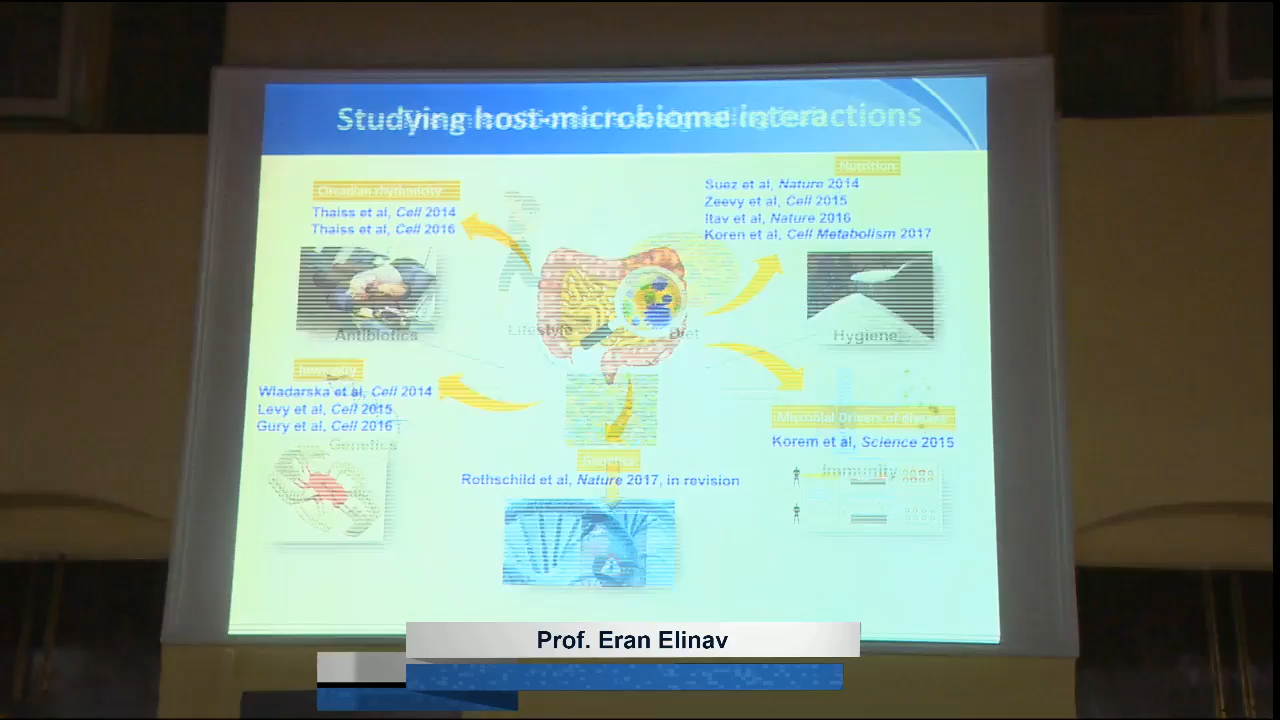 Studying host-microbiome interactions
Circadian rhythmicity
Thaiss et al, Cell 2014
Thaiss et al, Cell 2016
Nutrition
Suez et al, Nature 2014
Zeevy et al, Cell 2015
Itav et al, Nature 2016
Koren et al, Cell Metabolism 2017
Antibiotics
Lifestyle
Diet
Hygiene
Immunity
Wladarska et al, Cell 2014
Levy et al, Cell 2015
Gury et al, Cell 2016
Genetics
Microbial Drivers of disease
Korem et al, Science 2015
Immunity
Rothschild et al, Nature 2017, in revision
Prof. Eran Elinav